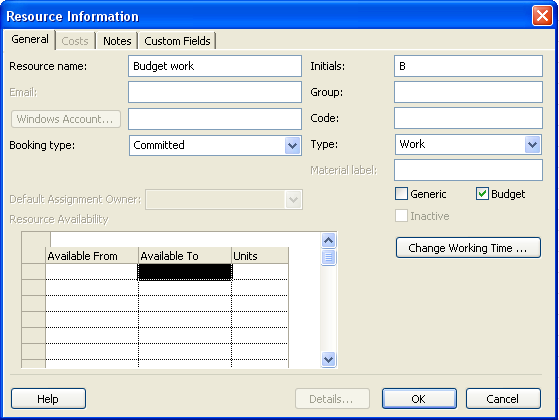 Resource Information
General Costs Notes Custom Fields
Resource name: Budget work Initials: B
Email: Group:
Windows Account... Code:
Booking type: Committed Type: Work
Material label:
Default Assignment Owner: Generic Budget
Resource Availability Inactive
Change Working Time ...
Available From Available To Units
Help Details... OK Cancel